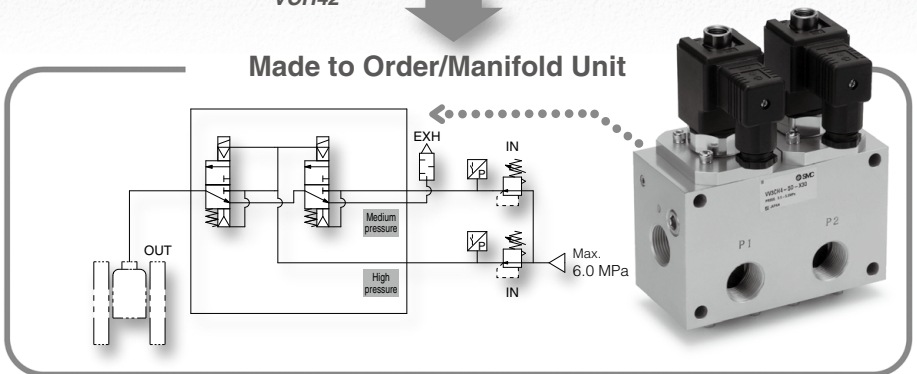 VCH42
Made to Order/Manifold Unit
EXH
IN
P
Medium
pressure
OUT
P
Max.
6.0 MPa
High
pressure
IN
SMC
JAPAN
P1
P2